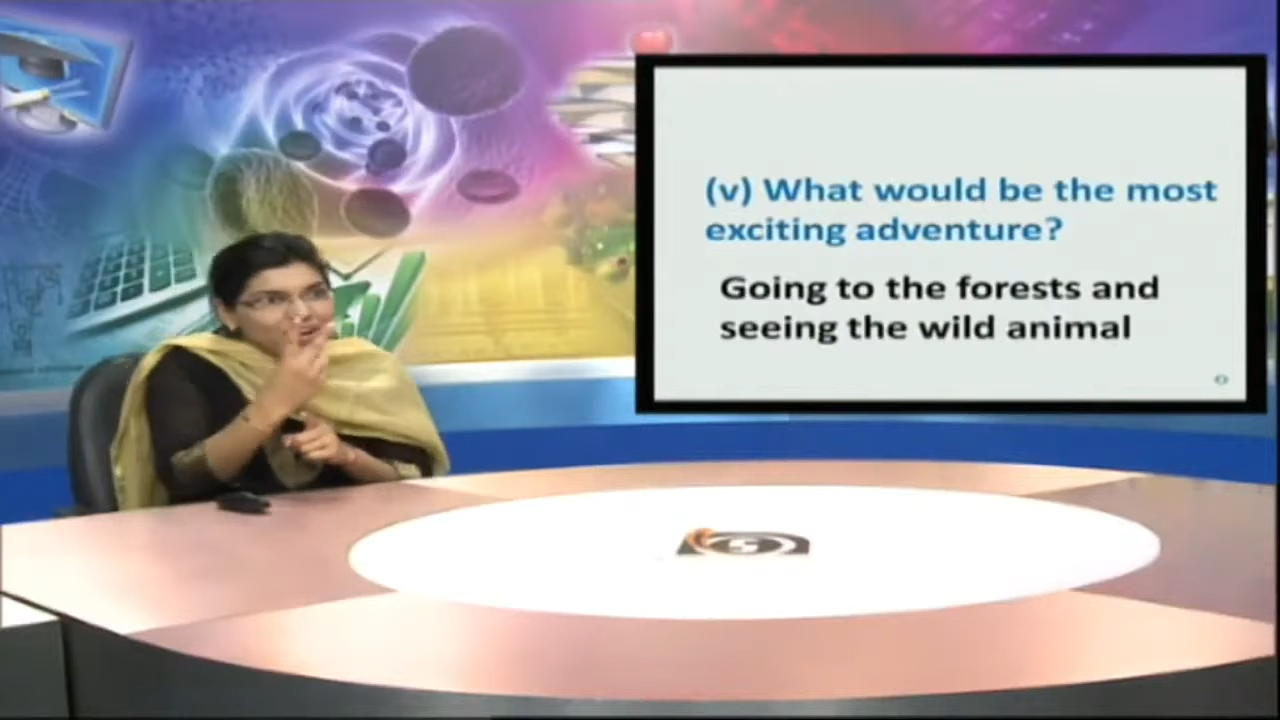 (v) What would be the most
exciting adventure?
Going to the forests and
seeing the wild animal